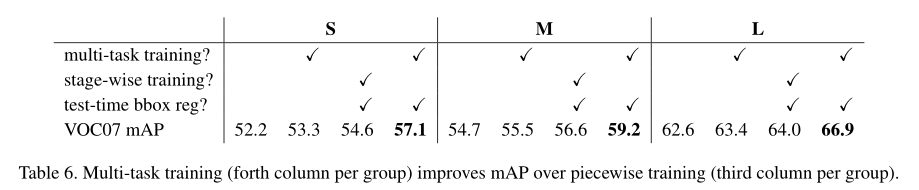 S M L
multi-task training? ✓ ✓ ✓ ✓ ✓ ✓
stage-wise training? ✓ ✓ ✓
test-time bbox reg? ✓ ✓ ✓ ✓ ✓ ✓
VOC07 mAP 52.2 53.3 54.6 57.1 54.7 55.5 56.6 59.2 62.6 63.4 64.0 66.9
Table 6. Multi-task training (forth column per group) improves mAP over piecewise training (third column per group).